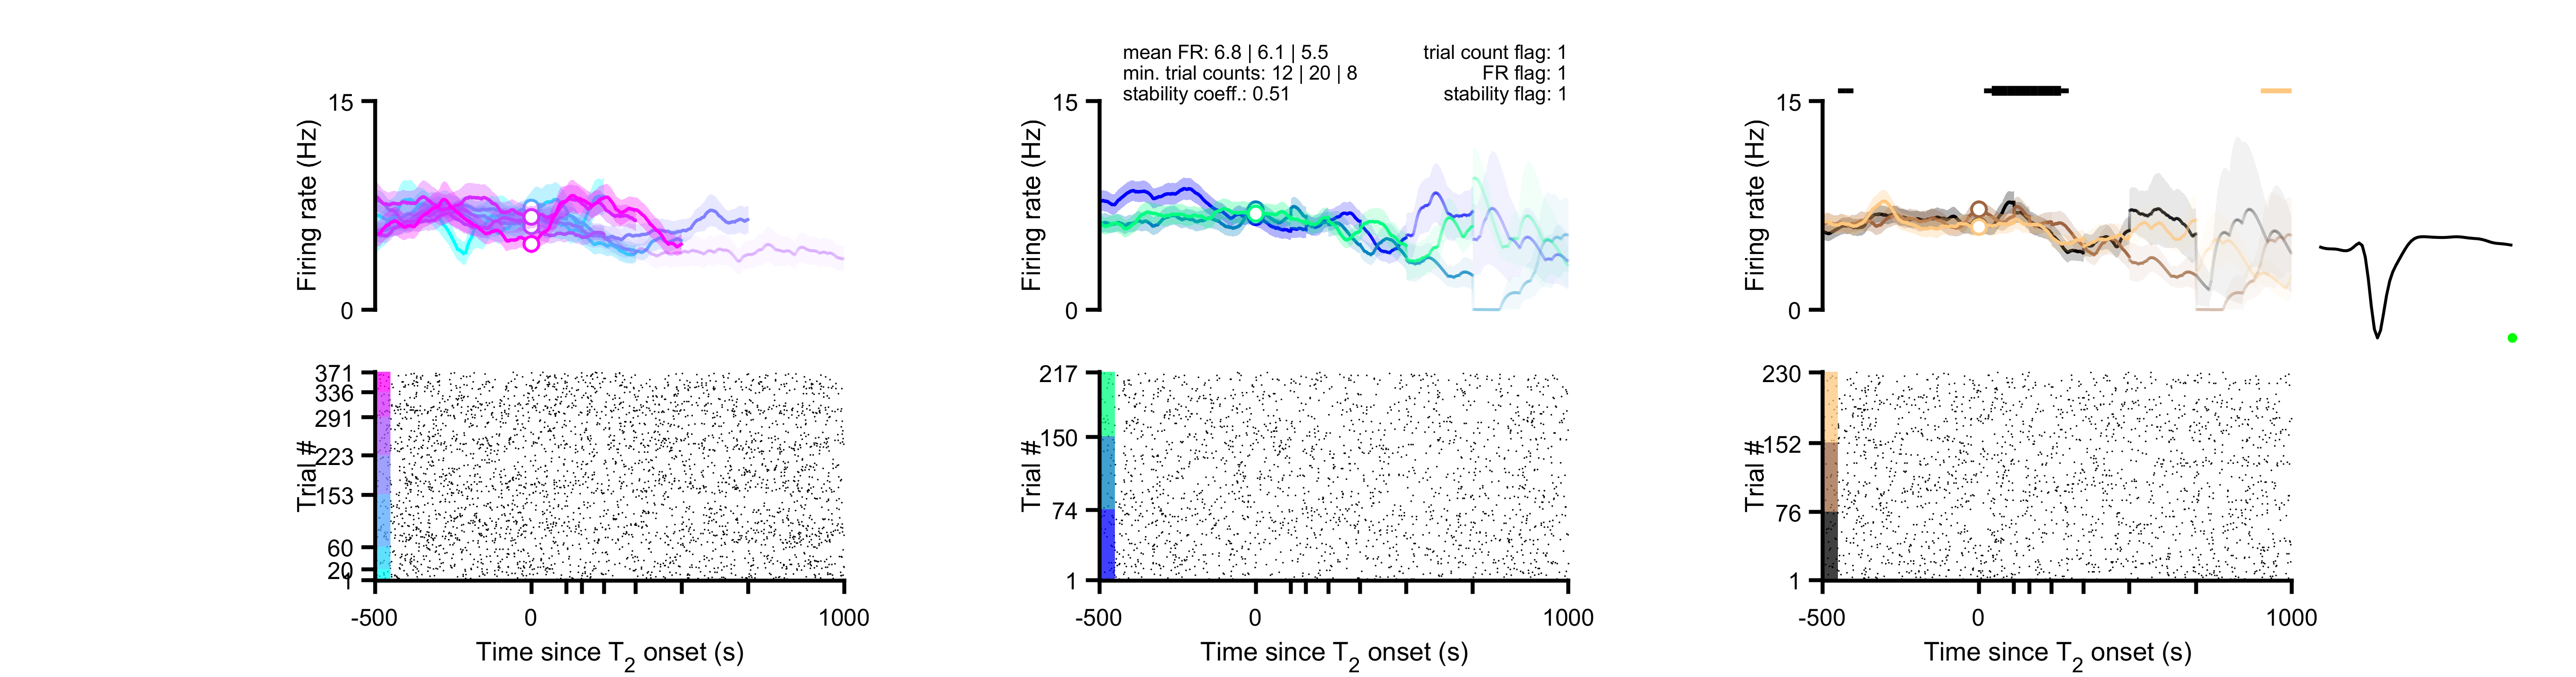 mean FR: 6.8 | 6.1 | 5.5
min. trial counts: 12 | 20 | 8
stability coeff.: 0.51
trial count flag: 1
FR flag: 1
stability flag: 1
15
Firing rate (Hz)
0
371
336
291
223
153
60
20
1
Trial #
-500
0
1000
Time since T2 onset (s)
15
Firing rate (Hz)
0
217
150
74
1
Trial #
-500
0
1000
Time since T2 onset (s)
15
Firing rate (Hz)
0
230
152
76
1
Trial #
-500
0
1000
Time since T2 onset (s)